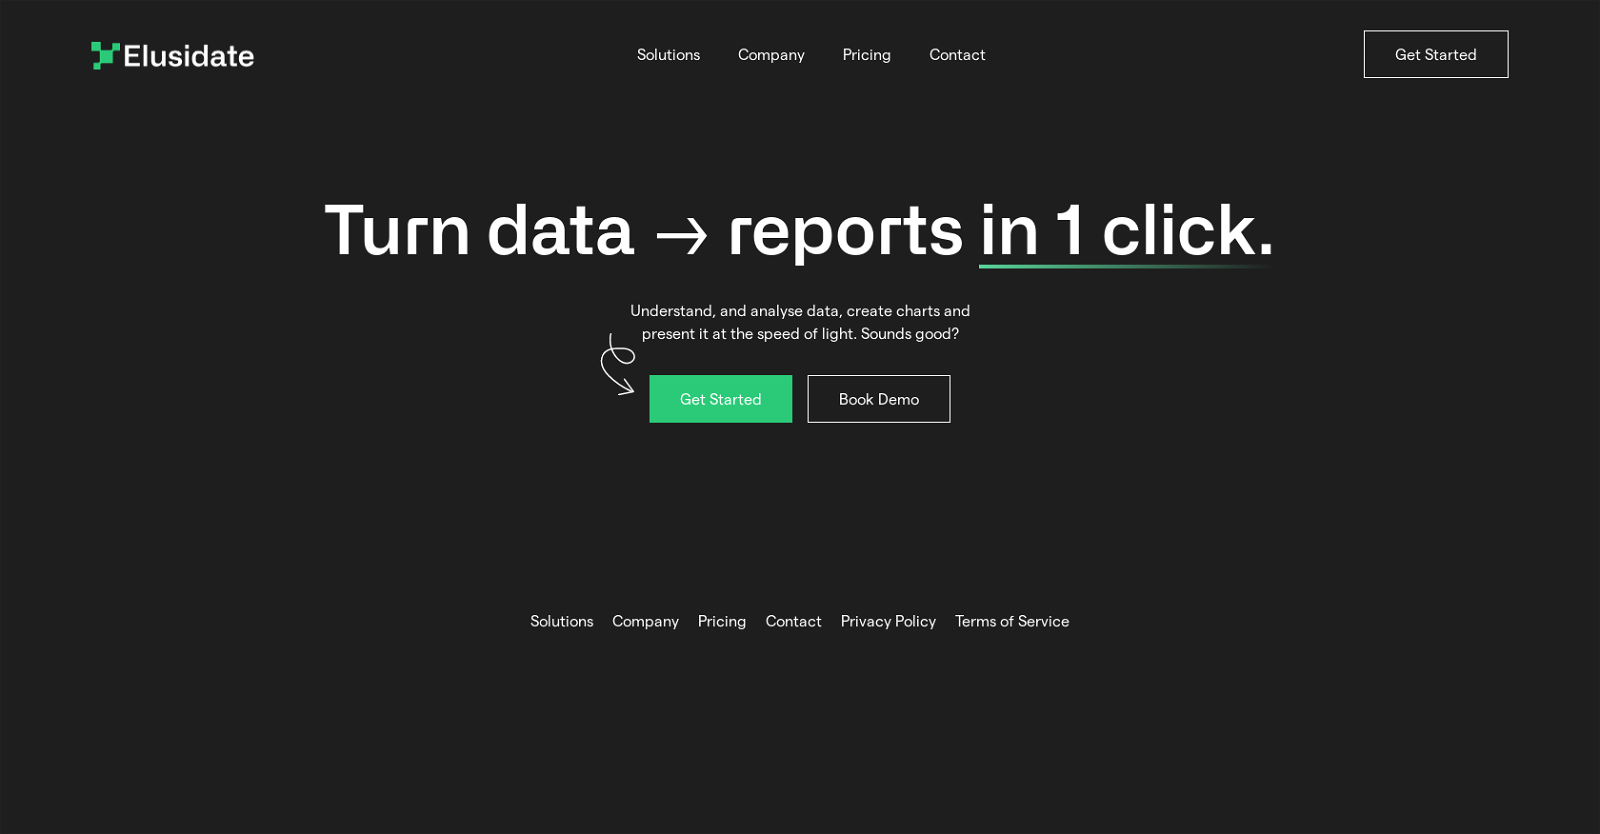 Elusidate
Solutions Company Pricing Contact
Get Started
Turn data → reports in 1 click.
Understand, and analyse data, create charts and
present it at the speed of light. Sounds good?
Get Started
Book Demo
Solutions Company Pricing Contact Privacy Policy Terms of Service